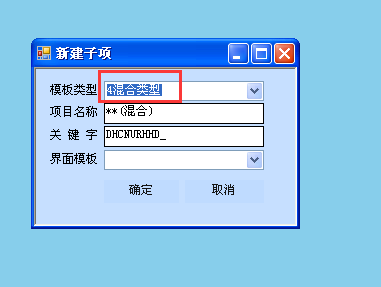 新建子项
模板类型 4混合类型
项目名称 **(混合)
关 键 字 DHCNURHHD_
界面模板
确定 取消